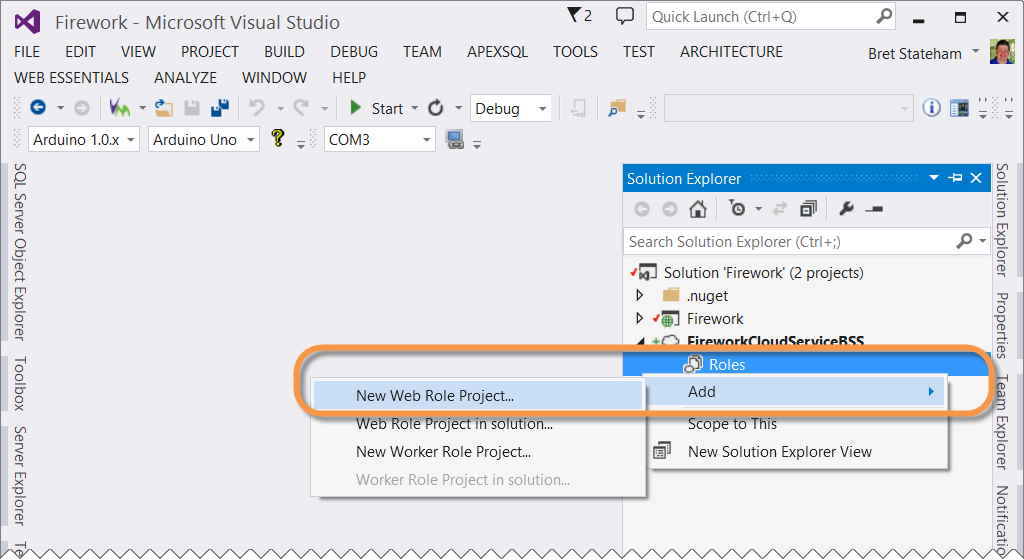 Firework - Microsoft Visual Studio
2
Quick Launch (Ctrl+Q)
FILE EDIT VIEW PROJECT BUILD DEBUG TEAM APEXSQL TOOLS TEST ARCHITECTURE
Bret Stateham
WEB ESSENTIALS ANALYZE WINDOW HELP
Start
Debug
Arduino 1.0.x
Arduino Uno
?
COM3
SQL Server Object Explorer
Toolbox
Server Explorer
Te
Solution Explorer
Search Solution Explorer (Ctrl+;)
Solution 'Firework' (2 projects)
.nuget
Firework
FireworkCloudServiceBSS
Roles
Add
Scope to This
New Solution Explorer View
New Web Role Project...
Web Role Project in solution...
New Worker Role Project...
Worker Role Project in solution...
Solution Explorer
Properties
Team Explorer
Notificatio